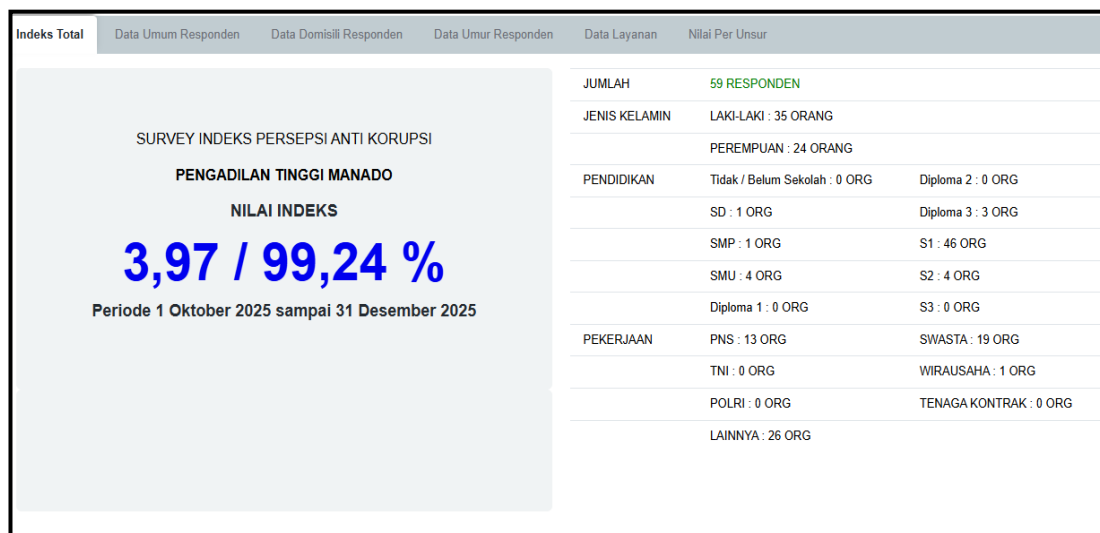 Indeks Total Data Umum Responden Data Domisili Responden Data Umur Responden Data Layanan Nilai Per Unsur
SURVEY INDEKS PERSEPSI ANTI KORUPSI
PENGADILAN TINGGI MANADO
NILAI INDEKS
3,97 / 99,24 %
Periode 1 Oktober 2025 sampai 31 Desember 2025
JUMLAH 59 RESPONDEN
JENIS KELAMIN LAKI-LAKI : 35 ORANG
PEREMPUAN : 24 ORANG
PENDIDIKAN Tidak / Belum Sekolah : 0 ORG Diploma 2 : 0 ORG
SD : 1 ORG Diploma 3 : 3 ORG
SMP : 1 ORG S1 : 46 ORG
SMU : 4 ORG S2 : 4 ORG
Diploma 1 : 0 ORG S3 : 0 ORG
PEKERJAAN PNS : 13 ORG SWASTA : 19 ORG
TNI : 0 ORG WIRAUSAHA : 1 ORG
POLRI : 0 ORG TENAGA KONTRAK : 0 ORG
LAINNYA : 26 ORG